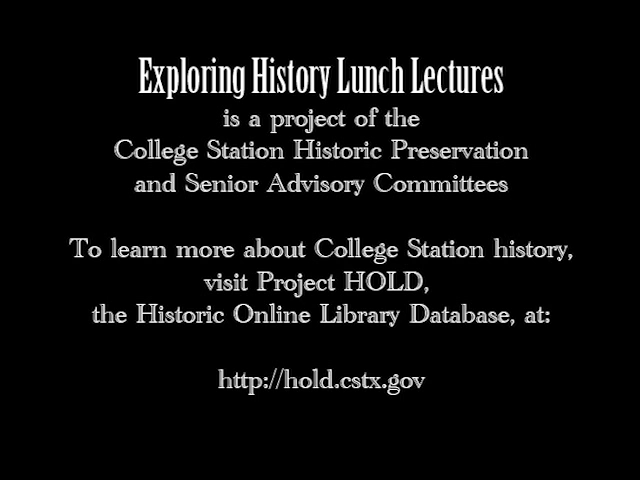 Exploring History Lunch Lectures
is a project of the
College Station Historic Preservation
and Senior Advisory Committees
To learn more about College Station history,
visit Project HOLD,
the Historic Online Library Database, at:
http://hold.cstx.gov